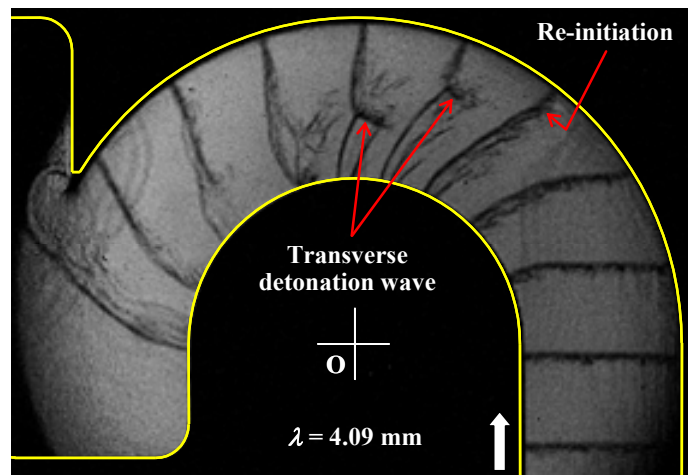 Re-initiation
Transverse
detonation wave
O
λ = 4.09 mm